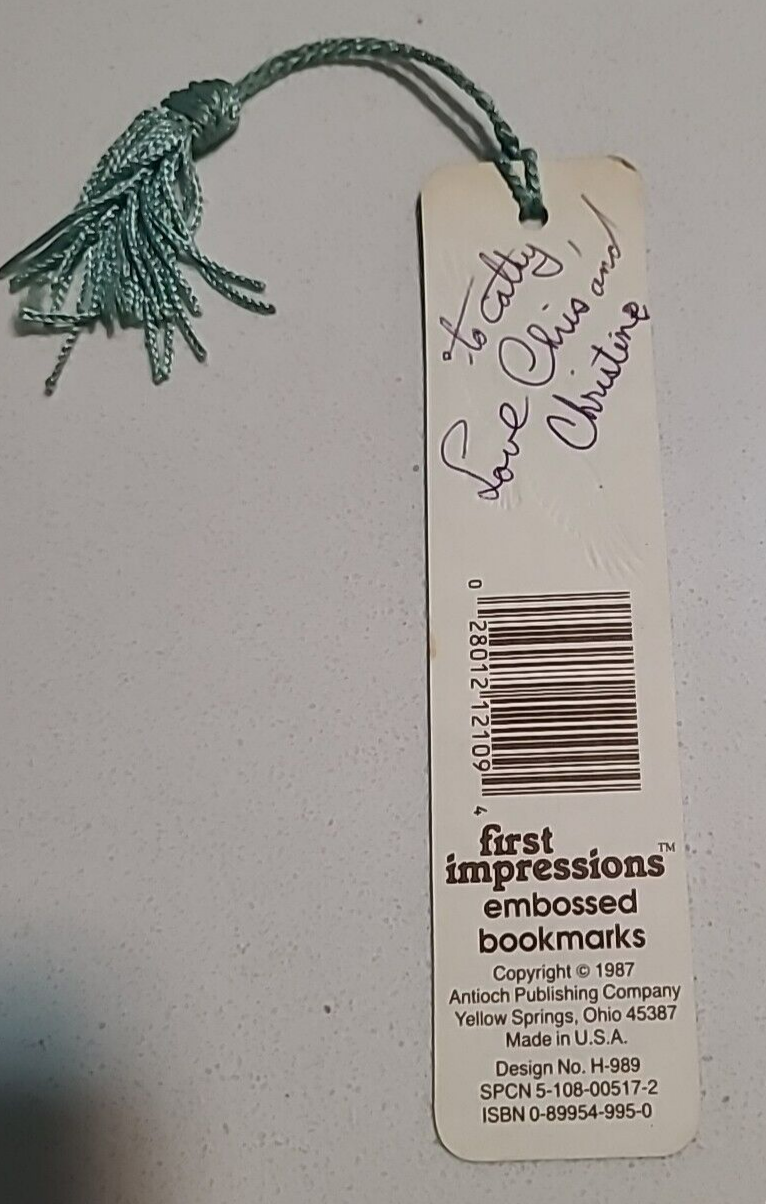 to Cathy,
Love Chris and
Christine
0 28012 12109 4
first
impressions™
embossed
bookmarks
Copyright © 1987
Antioch Publishing Company
Yellow Springs, Ohio 45387
Made in U.S.A.
Design No. H-989
SPCN 5-108-00517-2
ISBN 0-89954-995-0